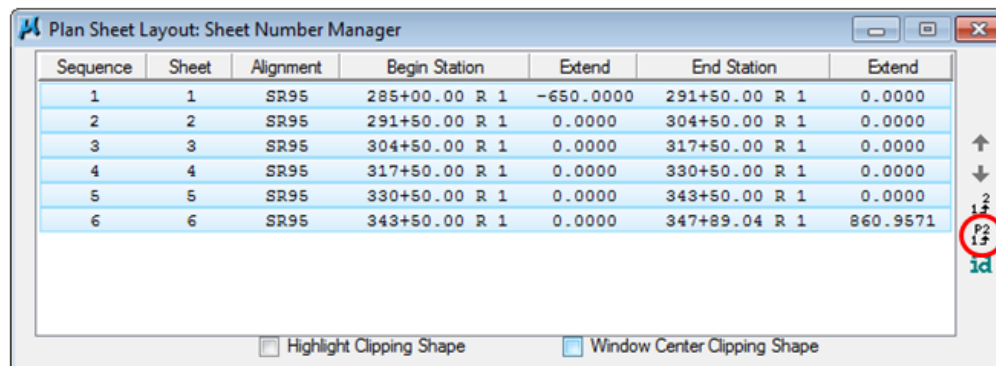 Plan Sheet Layout: Sheet Number Manager
Sequence Sheet Alignment Begin Station Extend End Station Extend
1 1 SR95 285+00.00 R 1 -650.0000 291+50.00 R 1 0.0000
2 2 SR95 291+50.00 R 1 0.0000 304+50.00 R 1 0.0000
3 3 SR95 304+50.00 R 1 0.0000 317+50.00 R 1 0.0000
4 4 SR95 317+50.00 R 1 0.0000 330+50.00 R 1 0.0000
5 5 SR95 330+50.00 R 1 0.0000 343+50.00 R 1 0.0000
6 6 SR95 343+50.00 R 1 0.0000 347+89.04 R 1 860.9571
2
1
P2
1
id
Highlight Clipping Shape Window Center Clipping Shape